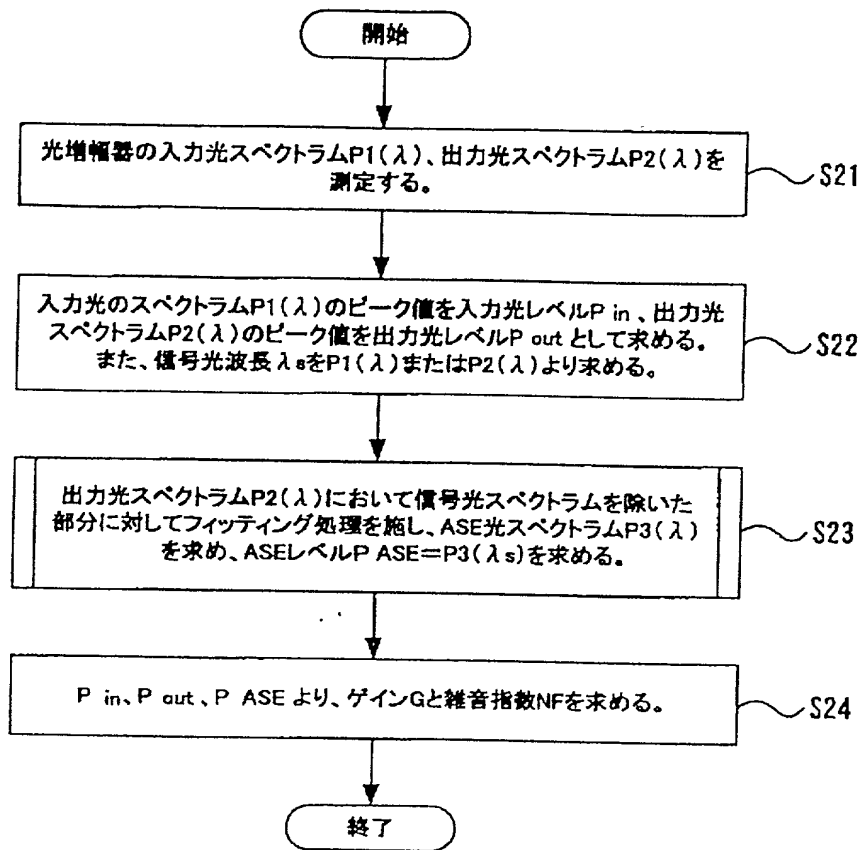 開始
光増幅器の入力光スペクトラムP1(λ)、出力光スペクトラムP2(λ)を
測定する。
S21
入力光のスペクトラムP1(λ)のピーク値を入力光レベルP in 、出力光
スペクトラムP2(λ)のピーク値を出力光レベルP out として求める。
また、信号光波長λsをP1(λ)またはP2(λ)より求める。
S22
出力光スペクトラムP2(λ)において信号光スペクトラムを除いた
部分に対してフィッティング処理を施し、ASE光スペクトラムP3(λ)
を求め、ASEレベルP ASE=P3(λs)を求める。
S23
P in、P out 、P ASE より、ゲインGと雑音指数NFを求める。
S24
終了